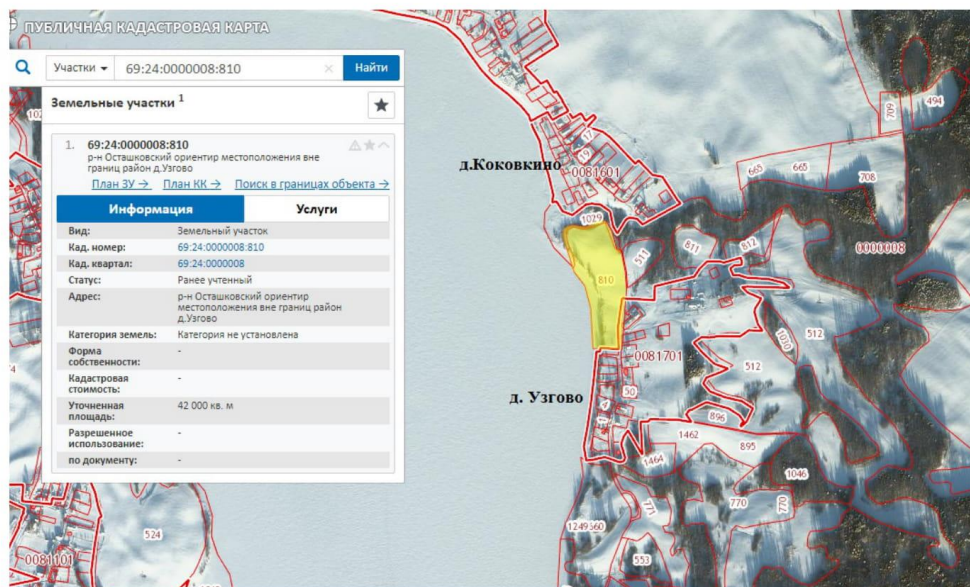 ПУБЛИЧНАЯ КАДАСТРОВАЯ КАРТА
Участки
69:24:0000008:810
Найти
Земельные участки 1
1. 69:24:0000008:810
р-н Осташковский ориентир местоположения вне
границ район д.Узгово
План ЗУ → План КК → Поиск в границах объекта →
Информация Услуги
Вид: Земельный участок
Кад. номер: 69:24:0000008:810
Кад. квартал: 69:24:0000008
Статус: Ранее учтенный
Адрес: р-н Осташковский ориентир
местоположения вне границ район
д.Узгово
Категория земель: Категория не установлена
Форма
собственности: -
Кадастровая
стоимость: -
Уточненная
площадь: 42 000 кв. м
Разрешенное
использование: -
по документу: -
д.Коковкино
17
19
0081601
1029
511
811
812
810
665
665
708
709
494
0000008
0081701
1030
512
512
д. Узгово
50
4
896
1462
895
1464
1046
771
770
770
1249
560
553
524
0081101